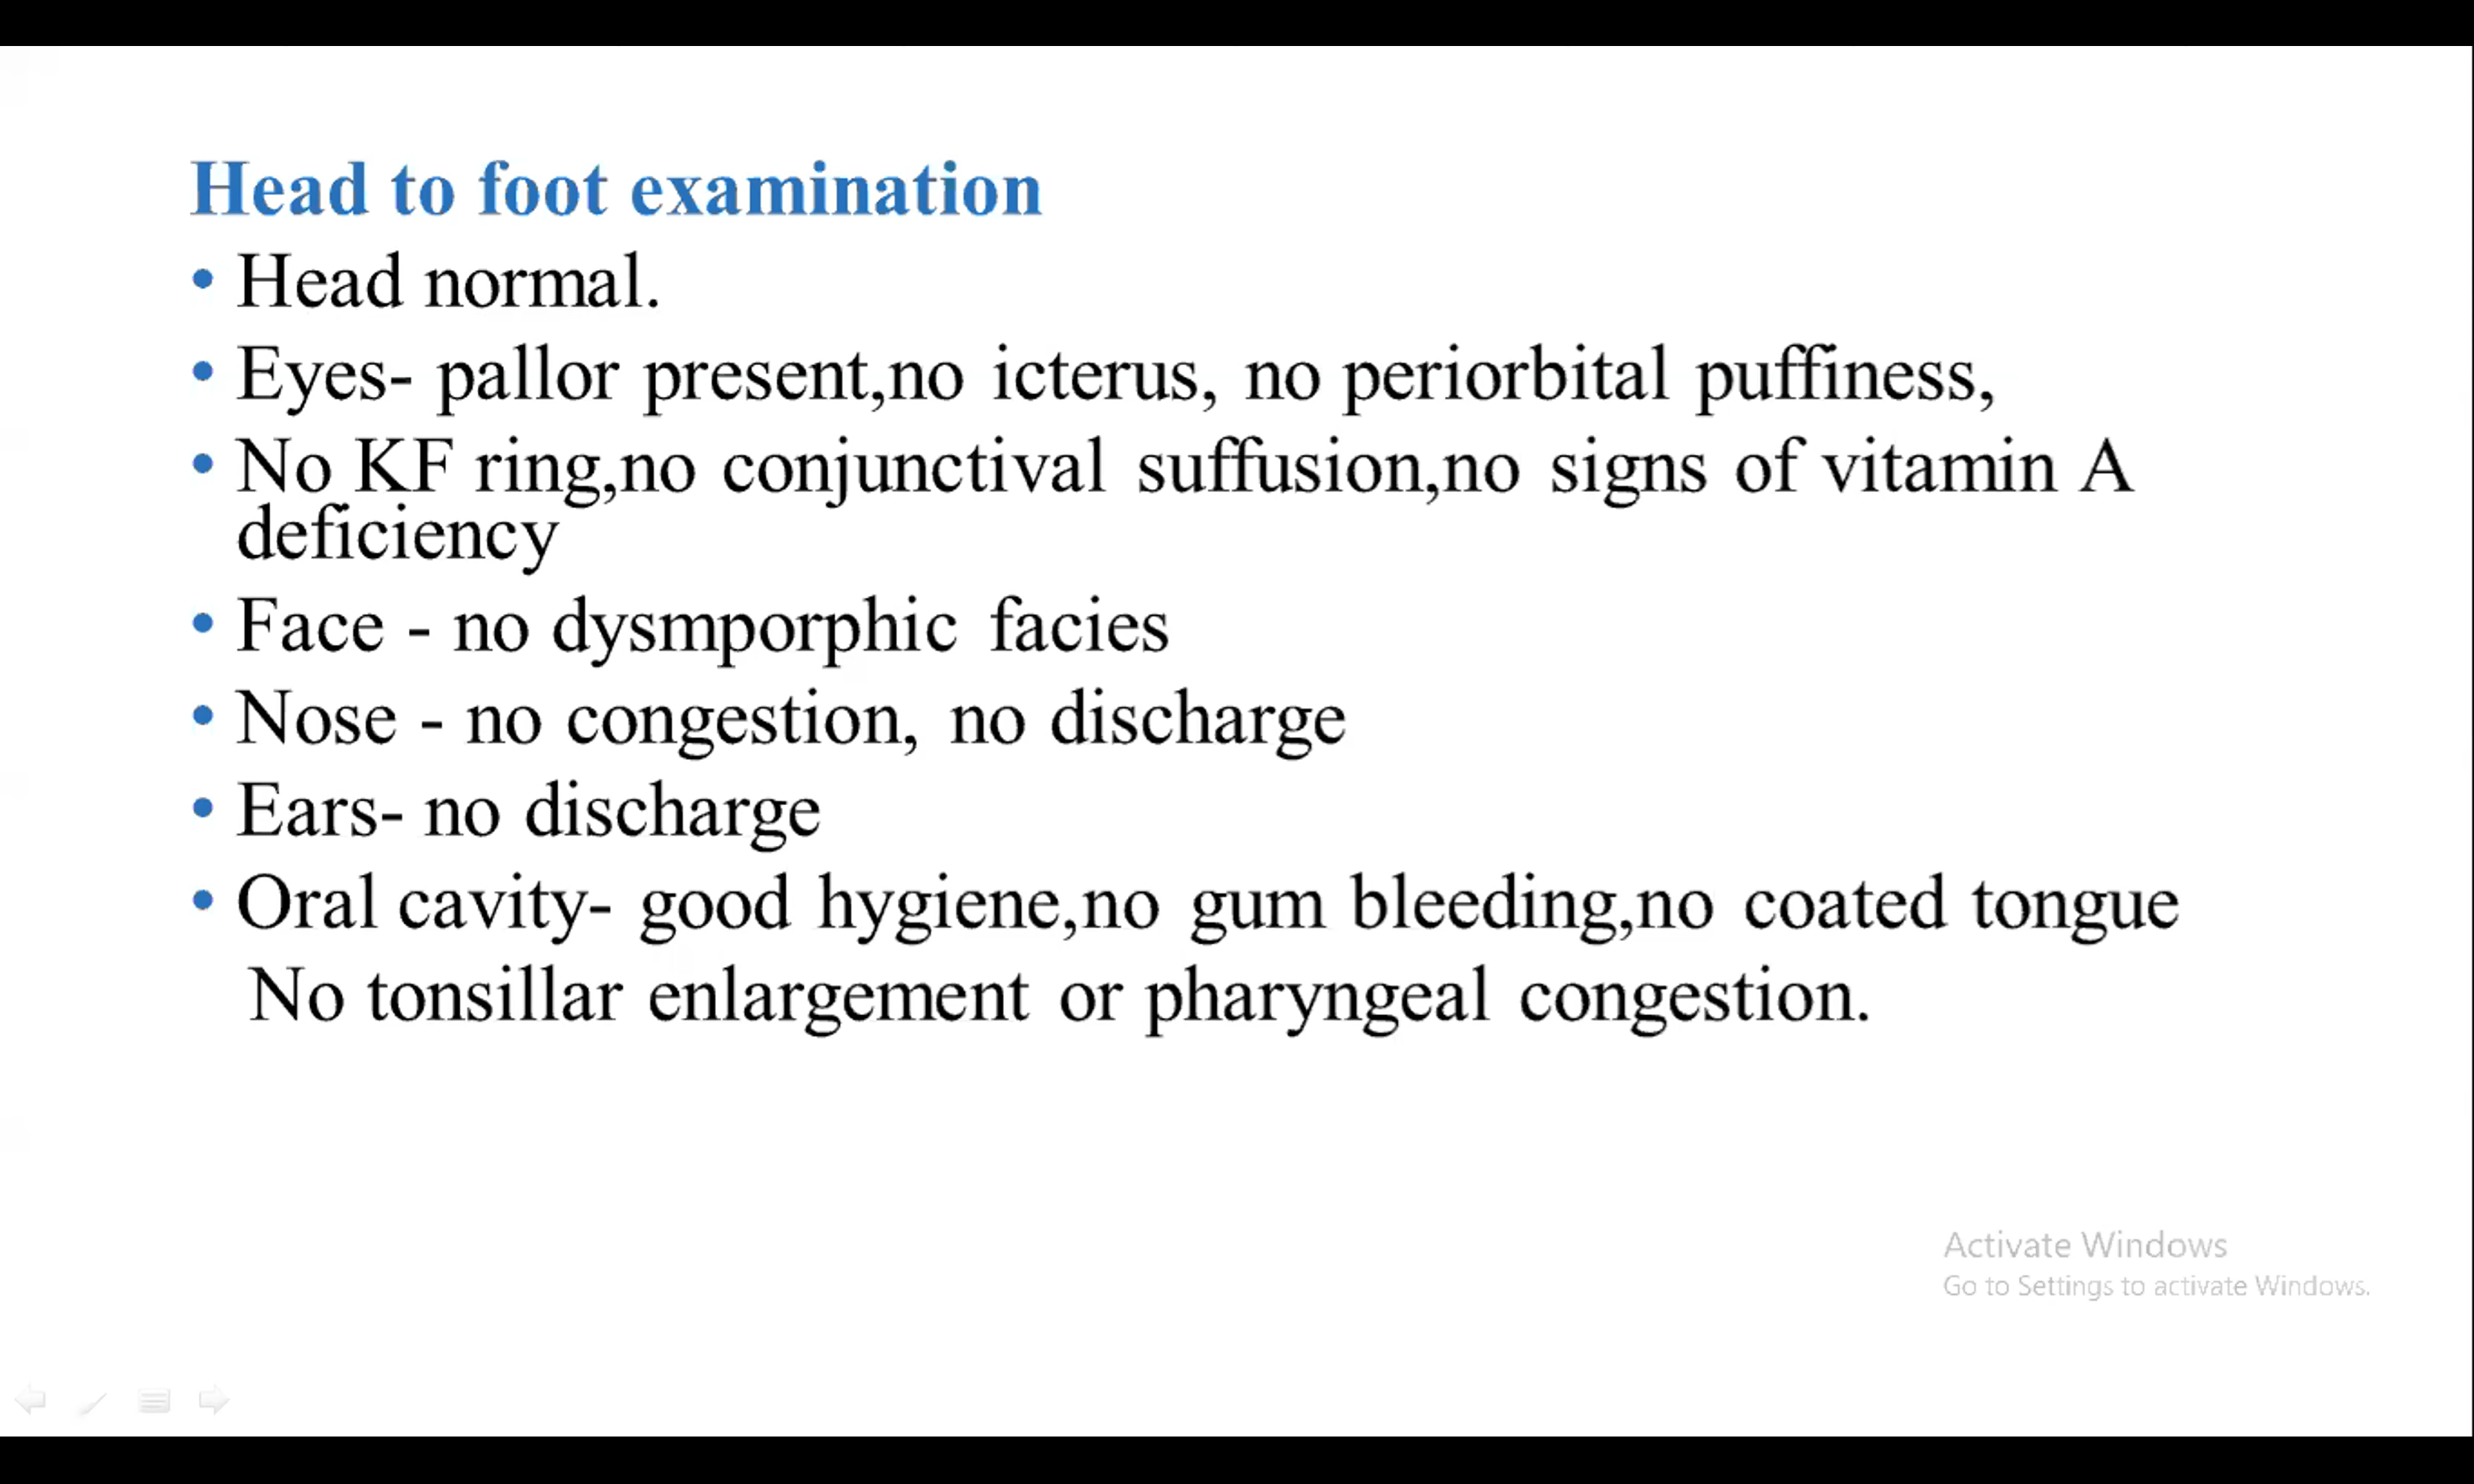 Head to foot examination
• Head normal.
• Eyes- pallor present,no icterus, no periorbital puffiness,
• No KF ring,no conjunctival suffusion,no signs of vitamin A
deficiency
• Face - no dysmporphic facies
• Nose - no congestion, no discharge
• Ears- no discharge
• Oral cavity- good hygiene,no gum bleeding,no coated tongue
No tonsillar enlargement or pharyngeal congestion.
Activate Windows
Go to Settings to activate Windows.